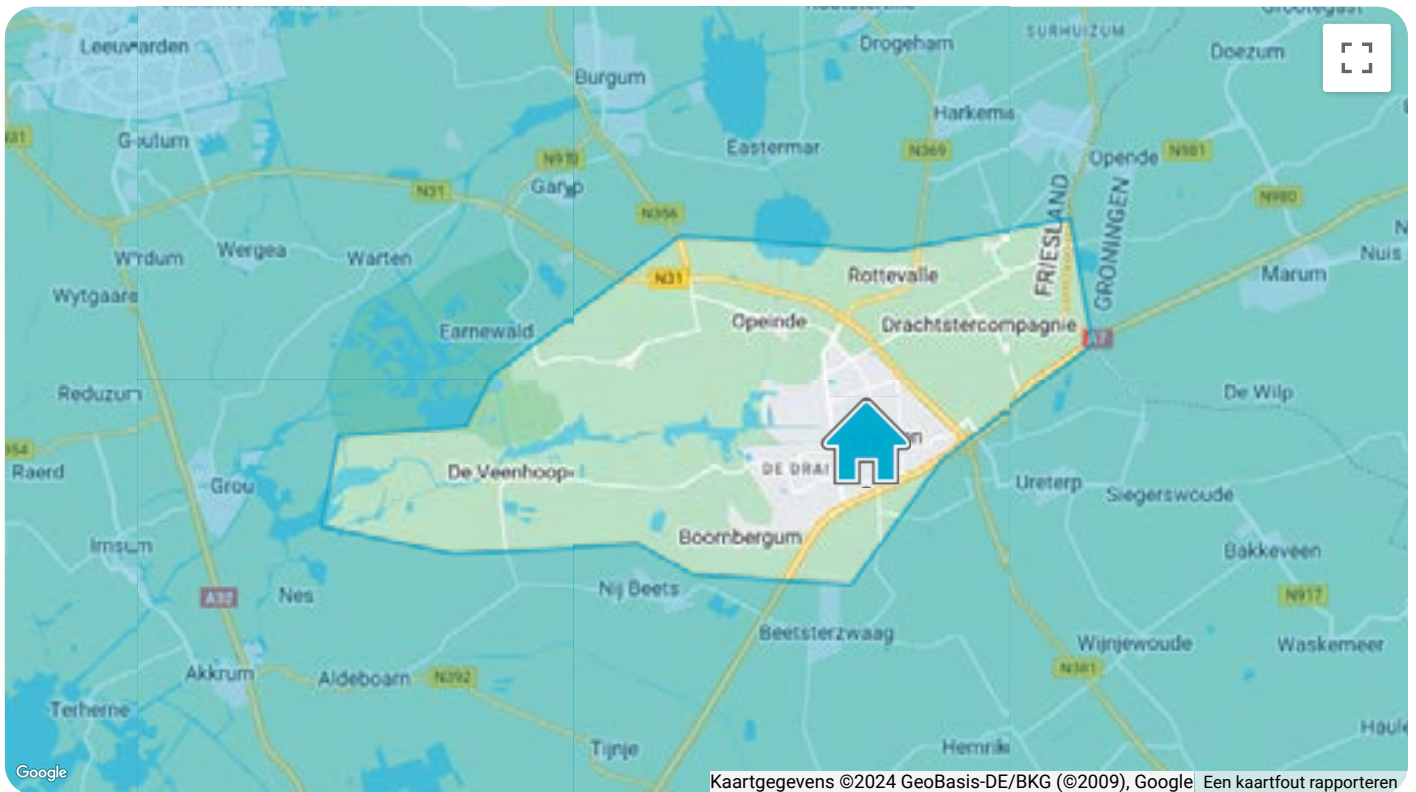 Leeuwarden
Drogeham
SURHUIZUM
Doezum
Burgum
Harkema
N31
Goutum
Eastermar
N369
Opende
N981
N910
Garyp
N31
N356
N980
FRIESLAND
GRONINGEN
Wergea
Wirdum
Warten
Nuis
Marum
N31
Rottevalle
Wytgaard
Opeinde
Drachtstercompagnie
Earnewald
A7
Reduzum
De Wilp
DE DRAI
De Veenhoop
Raerd
Grou
Ureterp
Siegerswoude
Boornbergum
Irnsum
Bakkeveen
Nij Beets
A32
Nes
N917
Beetsterzwaag
Wijnjewoude
Waskemeer
Akkrum
Aldeboarn
N392
N381
Terherne
Haule
Tijnje
Hemrik
Google
Kaartgegevens ©2024 GeoBasis-DE/BKG (©2009), Google
Een kaartfout rapporteren